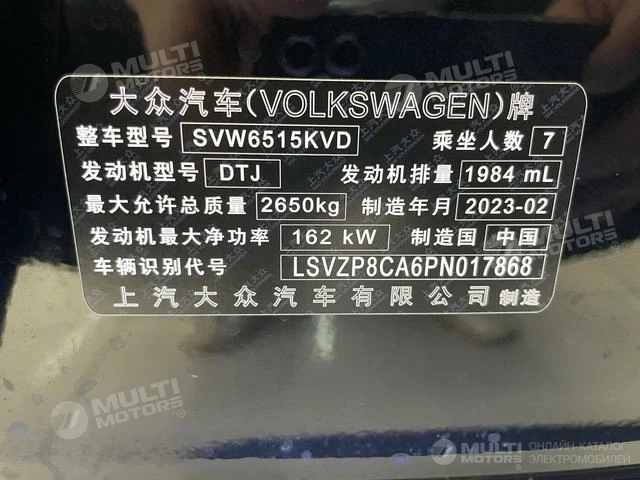 大众汽车(VOLKSWAGEN)牌
整车型号 SVW6515KVD 乘坐人数 7
发动机型号 DTJ 发动机排量 1984 mL
最大允许总质量 2650kg 制造年月 2023-02
发动机最大净功率 162 kW 制造国 中国
车辆识别代号 LSVZP8CA6PN017868
上汽大众汽车有限公司 制造
MULTI MOTORS®
MULTI MOTORS®
MULTI MOTORS®
MULTI MOTORS®
MULTI MOTORS ОНЛАЙН-КАТАЛОГ
ЭЛЕКТРОМОБИЛЕЙ